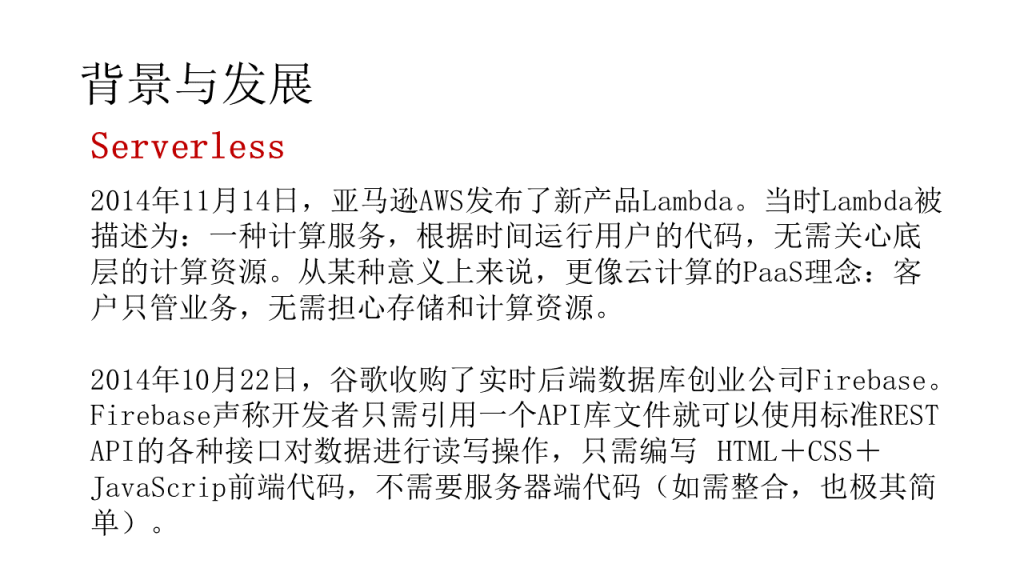 背景与发展
Serverless
2014年11月14日，亚马逊AWS发布了新产品Lambda。当时Lambda被
描述为：一种计算服务，根据时间运行用户的代码，无需关心底
层的计算资源。从某种意义上来说，更像云计算的PaaS理念：客
户只管业务，无需担心存储和计算资源。
2014年10月22日，谷歌收购了实时后端数据库创业公司Firebase。
Firebase声称开发者只需引用一个API库文件就可以使用标准REST
API的各种接口对数据进行读写操作，只需编写 HTML＋CSS＋
JavaScrip前端代码，不需要服务器端代码（如需整合，也极其简
单）。